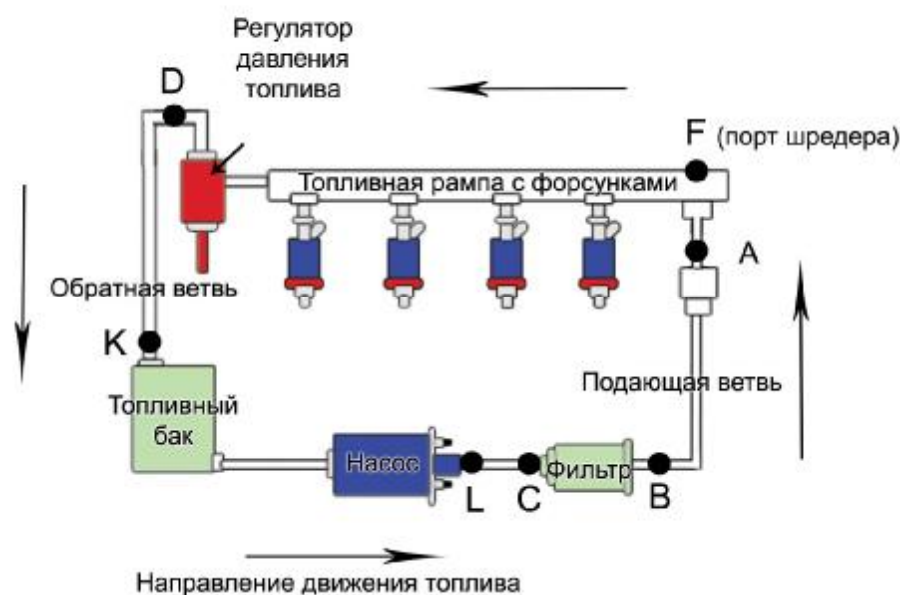 Регулятор
давления
топлива
D
F (порт шредера)
Топливная рампа с форсунками
A
Обратная ветвь
K
Подающая ветвь
Топливный
бак
Насос
Фильтр
L
C
B
Направление движения топлива